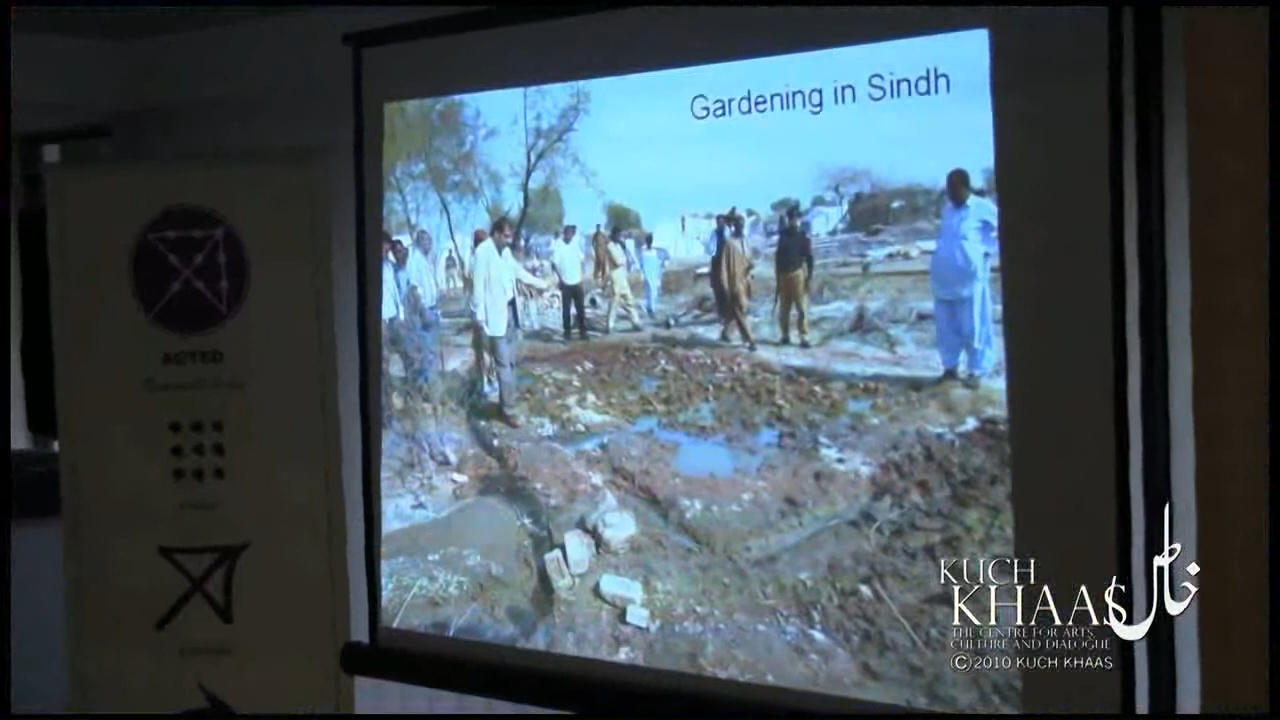 Gardening in Sindh
ACTED
KUCH
KHAAS
خاص
THE CENTRE FOR ARTS,
CULTURE AND DIALOGUE
©2010 KUCH KHAAS